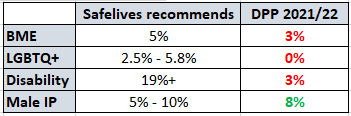 Safelives recommends DPP 2021/22
BME 5% 3%
LGBTQ+ 2.5% - 5.8% 0%
Disability 19%+ 3%
Male IP 5% - 10% 8%